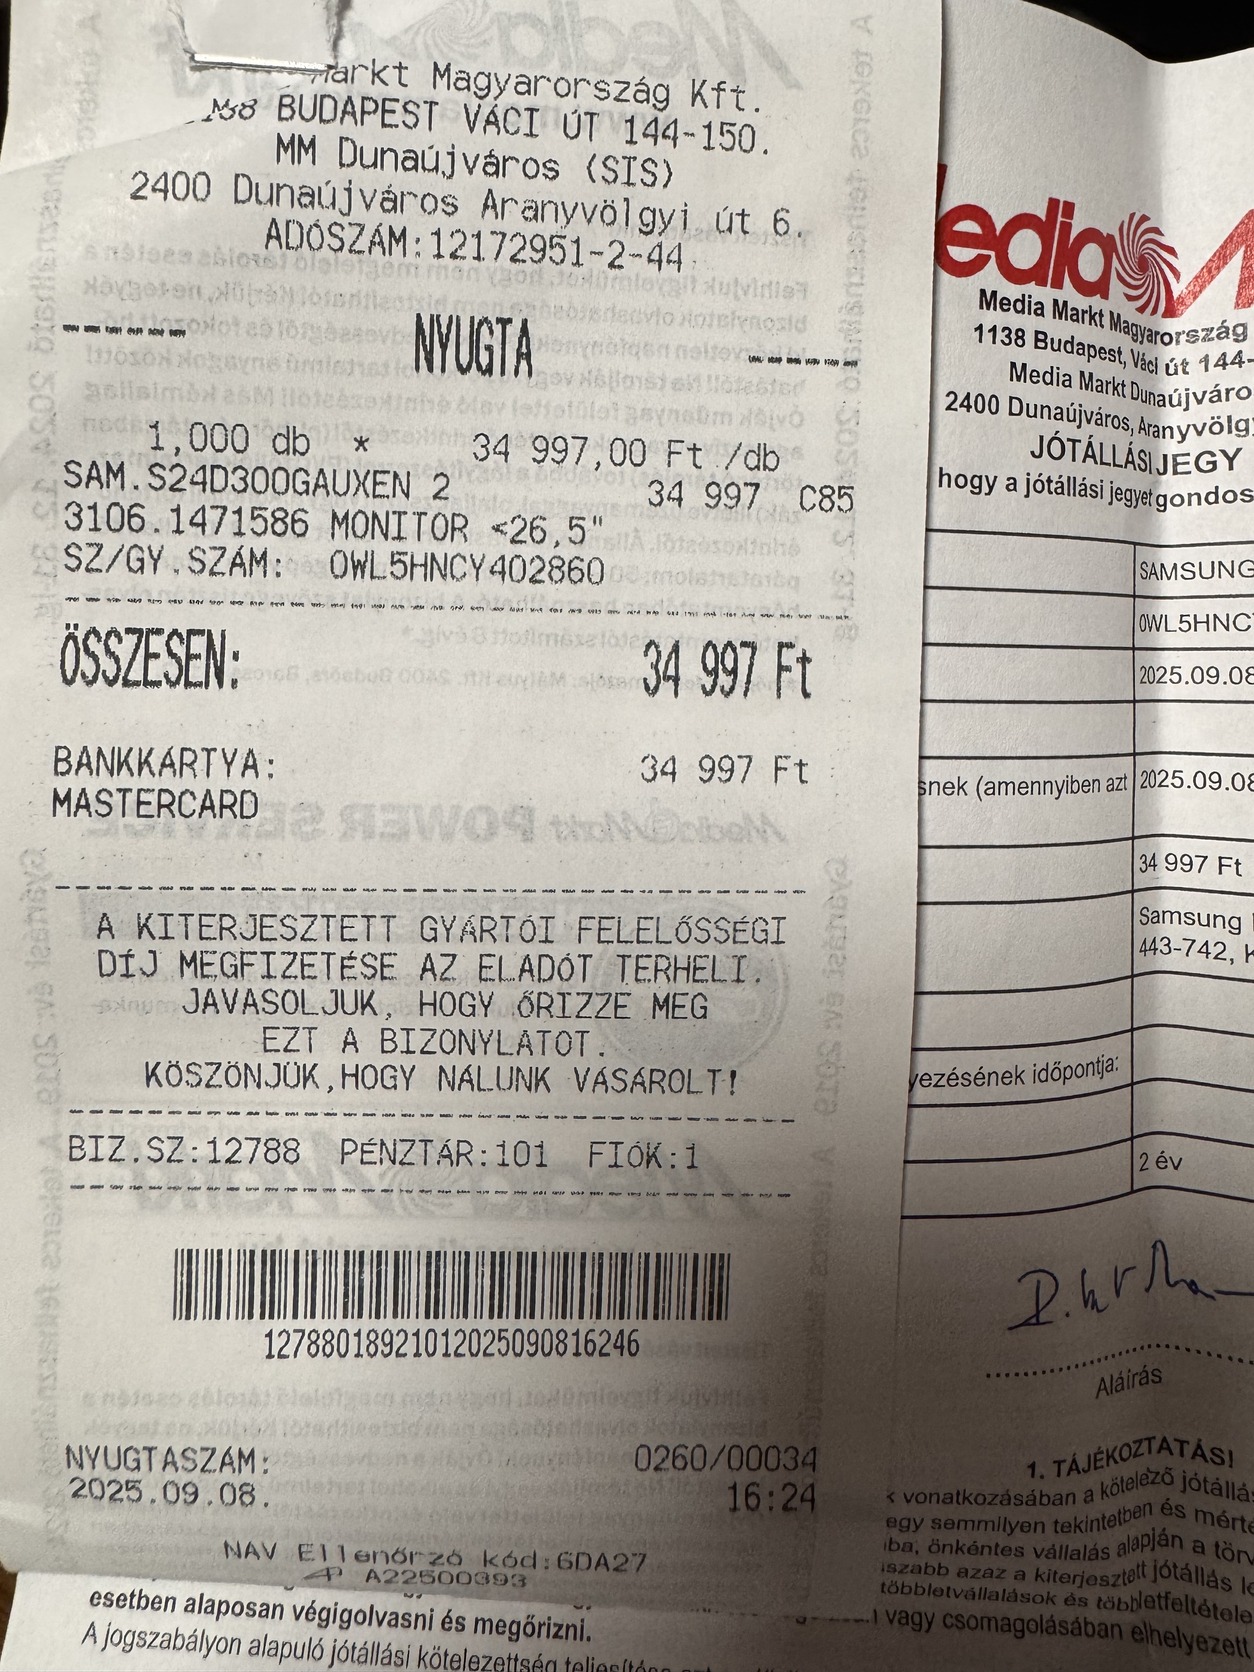 Markt Magyarország Kft.
BUDAPEST VÁCI ÚT 144-150.
MM Dunaújváros (SIS)
2400 Dunaújváros Aranyvölgyi út 6.
ADÓSZÁM:12172951-2-44
NYUGTA
1,000 db * 34 997,00 Ft /db
SAM.S24D300GAUXEN 2 34 997 C85
3106.1471586 MONITOR <26,5"
SZ/GY.SZÁM: 0WL5HNCY402860
ÖSSZESEN: 34 997 Ft
BANKKÁRTYA: 34 997 Ft
MASTERCARD
A KITERJESZTETT GYÁRTÓI FELELŐSSÉGI
DÍJ MEGFIZETÉSE AZ ELADÓT TERHELI.
JAVASOLJUK, HOGY ŐRIZZE MEG
EZT A BIZONYLATOT.
KÖSZÖNJÜK,HOGY NÁLUNK VÁSÁROLT!
BIZ.SZ:12788 PÉNZTÁR:101 FIÓK:1
12788018921012025090816246
NYUGTASZÁM: 0260/00034
2025.09.08. 16:24
NAV Ellenőrző kód:6DA27
AP A22500393
esetben alaposan végigolvasni és megőrizni.
A jogszabályon alapuló jótállási kötelezettség
edia M
Media Markt Magyarország
1138 Budapest, Váci út 144-
Media Markt Dunaújváro
2400 Dunaújváros, Aranyvölg
JÓTÁLLÁSI JEGY
hogy a jótállási jegyet gondos
SAMSUNG
0WL5HNC
2025.09.08
snek (amennyiben azt 2025.09.08
34 997 Ft
Samsung
443-742, K
yezésének időpontja:
2 év
Aláírás
1. TÁJÉKOZTATÁS!
vonatkozásában a kötelező jótállás
egy semmilyen tekintetben és mérté
iba, önkéntes vállalás alapján a törv
iszabb azaz a kiterjesztett jótállás le
többletvállalások és többletfeltétele
vagy csomagolásában elhelyezett